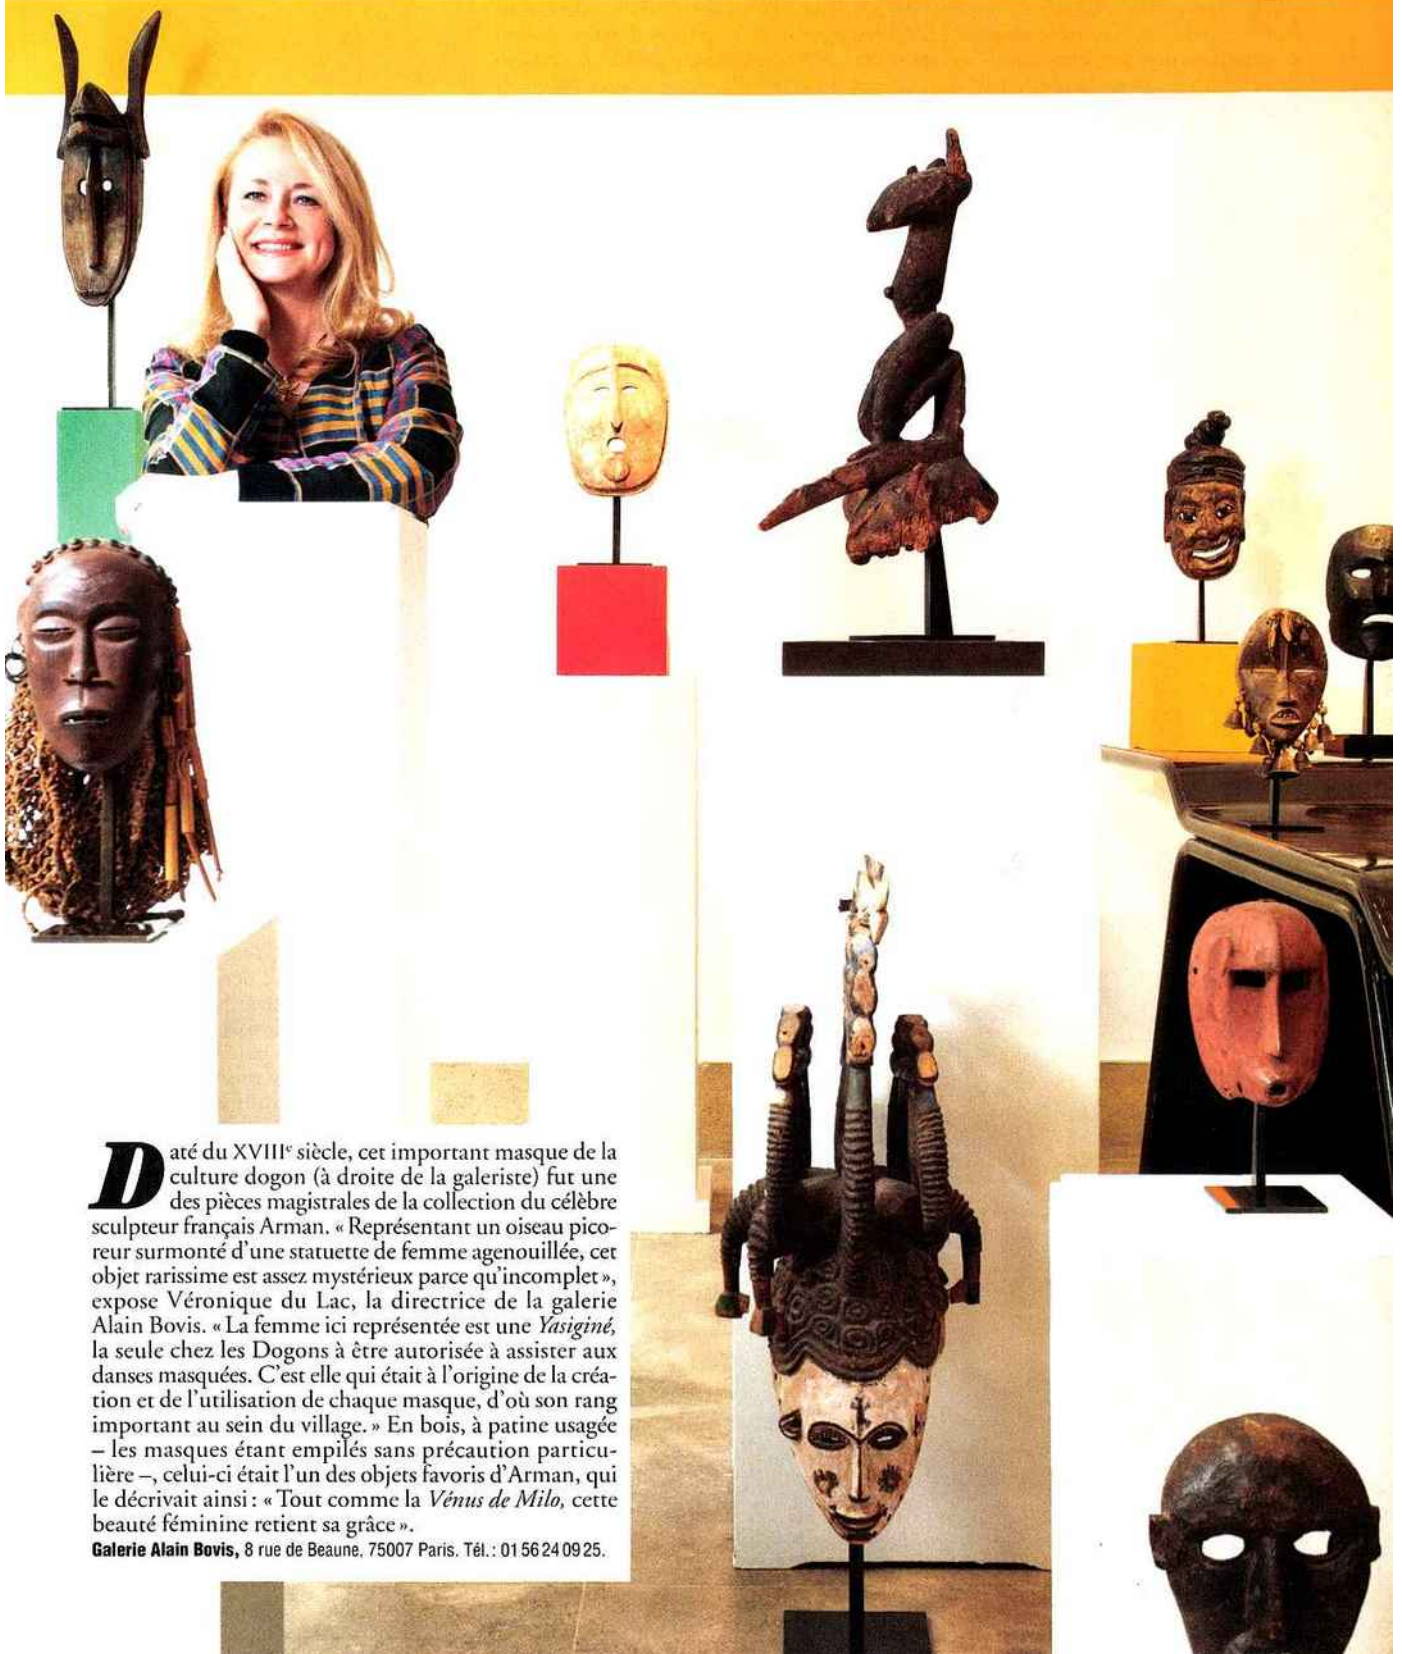 Daté du XVIIIe siècle, cet important masque de la
culture dogon (à droite de la galeriste) fut une
des pièces magistrales de la collection du célèbre
sculpteur français Arman. « Représentant un oiseau pico-
reur surmonté d'une statuette de femme agenouillée, cet
objet rarissime est assez mystérieux parce qu'incomplet »,
expose Véronique du Lac, la directrice de la galerie
Alain Bovis. « La femme ici représentée est une Yasiginé,
la seule chez les Dogons à être autorisée à assister aux
danses masquées. C'est elle qui était à l'origine de la créa-
tion et de l'utilisation de chaque masque, d'où son rang
important au sein du village. » En bois, à patine usagée
– les masques étant empilés sans précaution particu-
lière –, celui-ci était l'un des objets favoris d'Arman, qui
le décrivait ainsi : « Tout comme la Vénus de Milo, cette
beauté féminine retient sa grâce ».
Galerie Alain Bovis, 8 rue de Beaune, 75007 Paris. Tél. : 01 56 24 09 25.